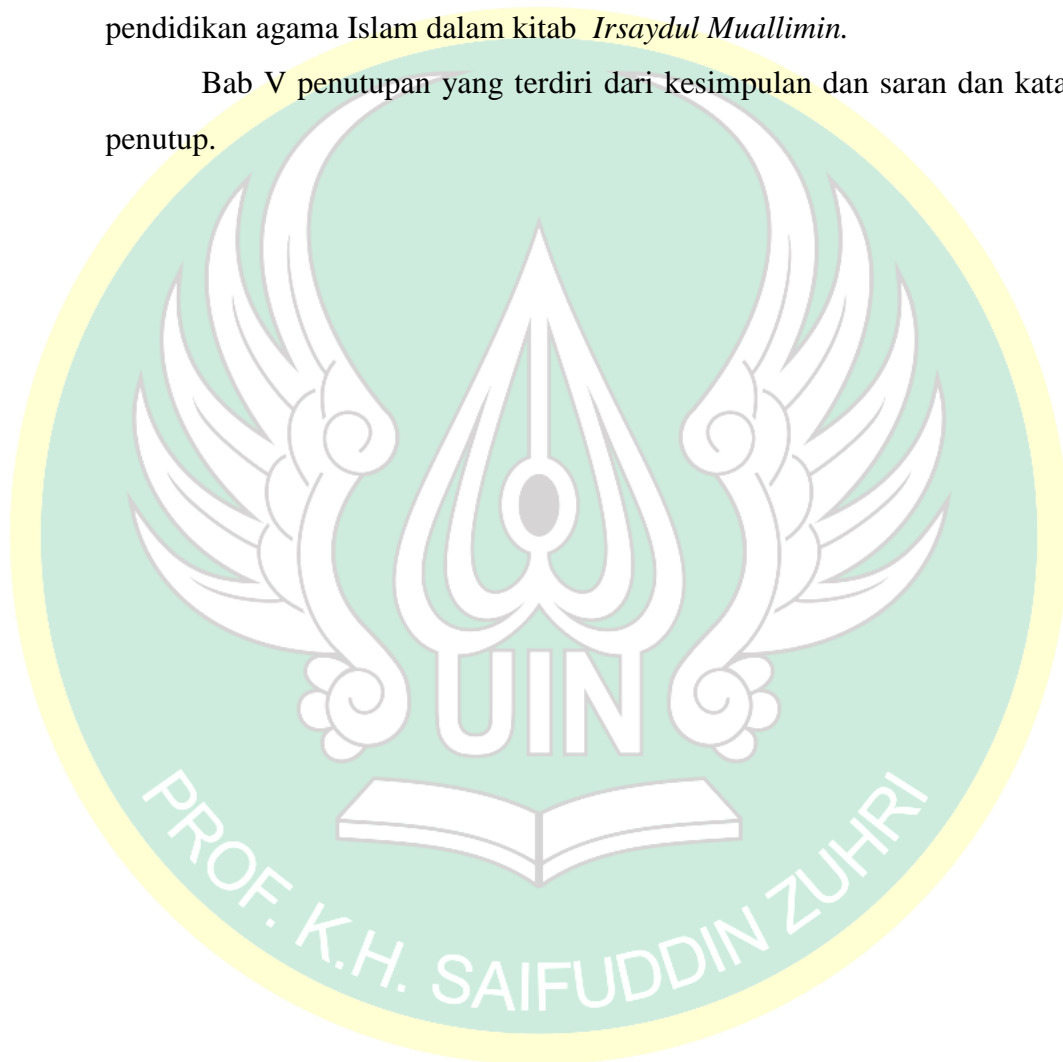 pendidikan agama Islam dalam kitab Irsaydul Muallimin.
Bab V penutupan yang terdiri dari kesimpulan dan saran dan kata
penutup.
UIN
PROF. K.H. SAIFUDDIN ZUHRI